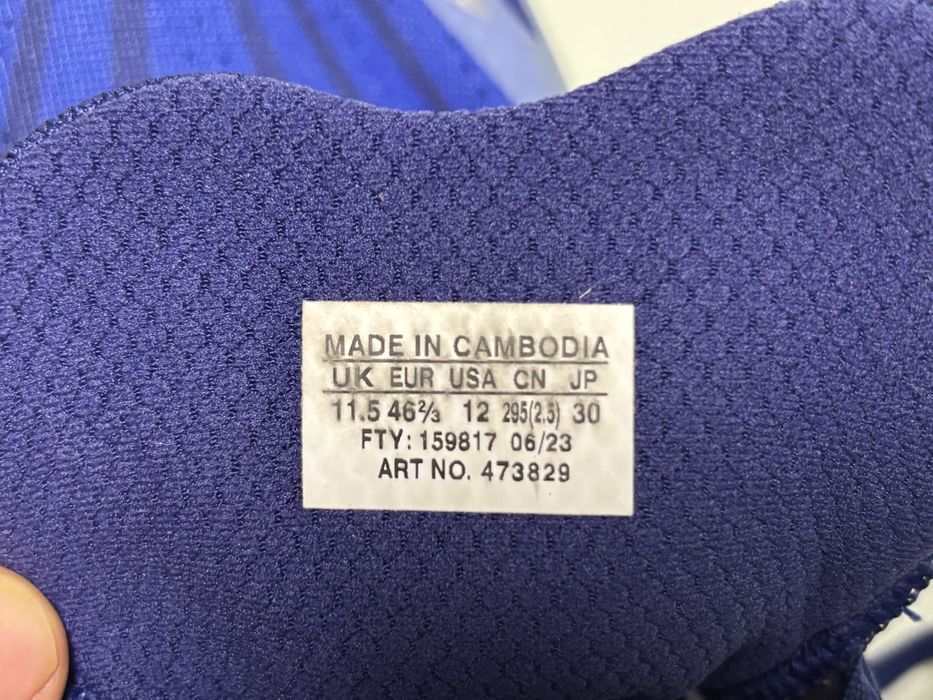 MADE IN CAMBODIA
UK EUR USA CN JP
11.5 46⅔ 12 295(2.5) 30
FTY: 159817 06/23
ART NO. 473829